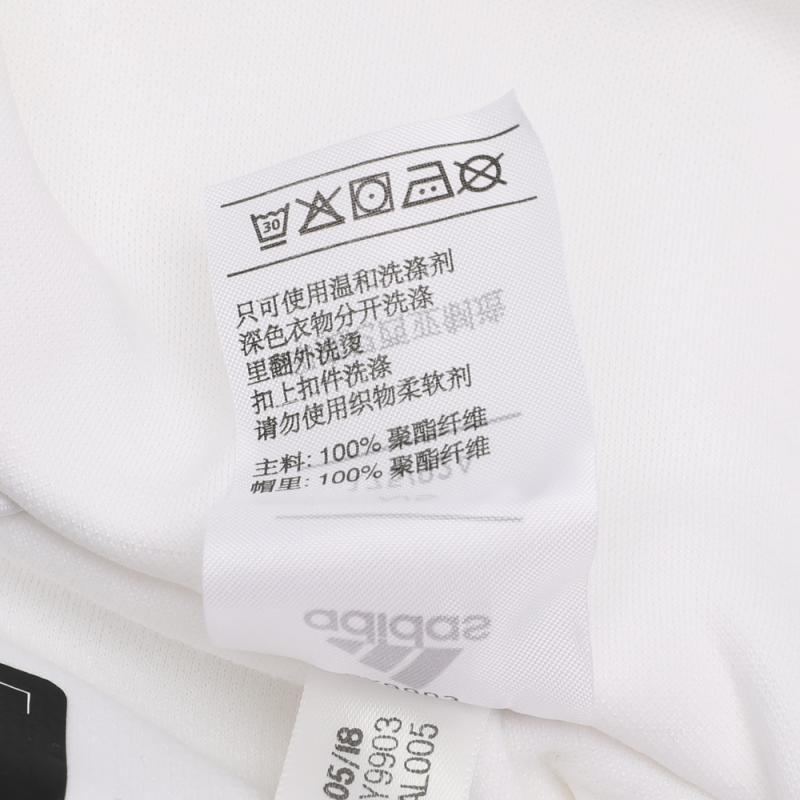 30
只可使用温和洗涤剂
深色衣物分开洗涤
里翻外洗烫
扣上扣件洗涤
请勿使用织物柔软剂
主料: 100% 聚酯纤维
帽里: 100% 聚酯纤维
adidas
05/18
Y9903
AL005